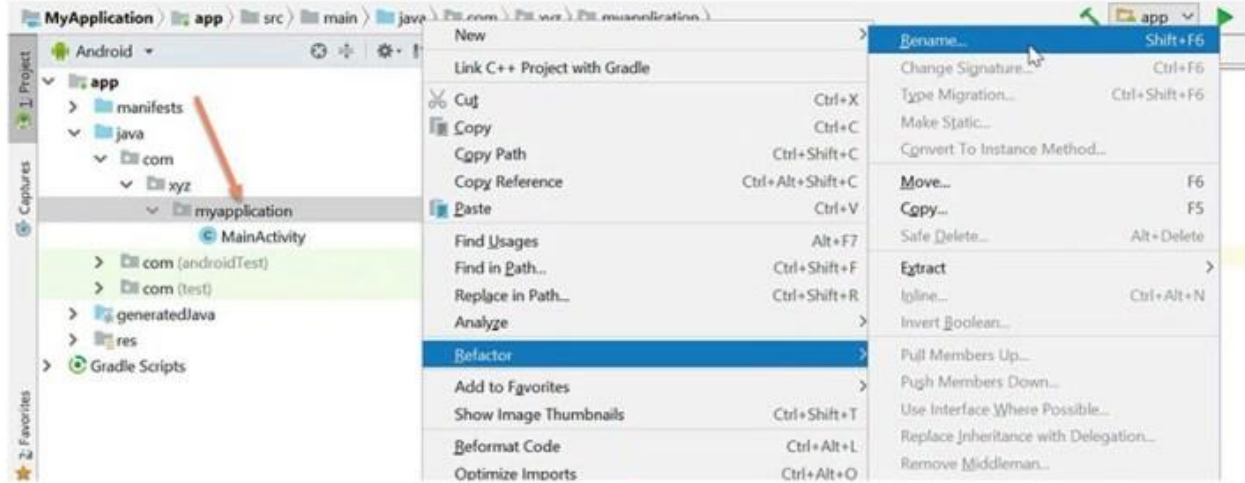 MyApplication app src main java com xyz myapplication
app
1: Project
Android
app
manifests
java
com
xyz
myapplication
MainActivity
com (androidTest)
com (test)
generatedJava
res
Gradle Scripts
Captures
2: Favorites
New
Link C++ Project with Gradle
Cut Ctrl+X
Copy Ctrl+C
Copy Path Ctrl+Shift+C
Copy Reference Ctrl+Alt+Shift+C
Paste Ctrl+V
Find Usages Alt+F7
Find in Path... Ctrl+Shift+F
Replace in Path... Ctrl+Shift+R
Analyze
Refactor
Add to Favorites
Show Image Thumbnails Ctrl+Shift+T
Reformat Code Ctrl+Alt+L
Optimize Imports Ctrl+Alt+O
Rename... Shift+F6
Change Signature... Ctrl+F6
Type Migration... Ctrl+Shift+F6
Make Static...
Convert To Instance Method...
Move... F6
Copy... F5
Safe Delete... Alt+Delete
Extract
Inline... Ctrl+Alt+N
Invert Boolean...
Pull Members Up...
Push Members Down...
Use Interface Where Possible...
Replace Inheritance with Delegation...
Remove Middleman...